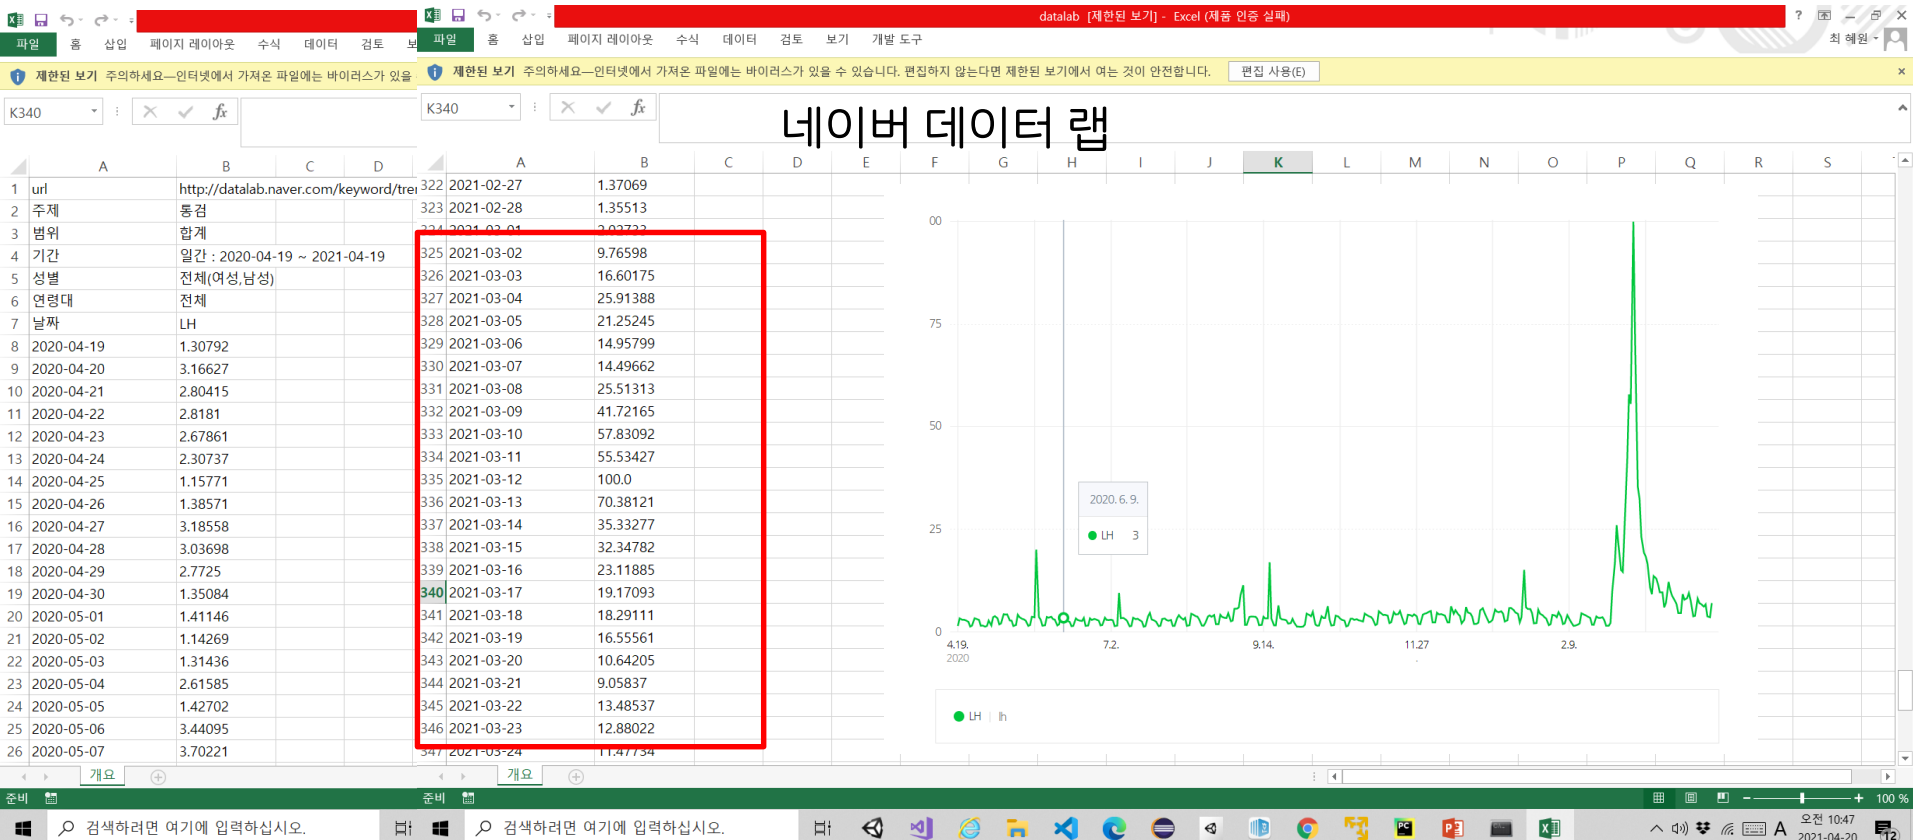 datalab [제한된 보기] - Excel (제품 인증 실패)
파일 홈 삽입 페이지 레이아웃 수식 데이터 검토 보
파일 홈 삽입 페이지 레이아웃 수식 데이터 검토 보기 개발 도구
최 혜원
제한된 보기 주의하세요—인터넷에서 가져온 파일에는 바이러스가 있을
제한된 보기 주의하세요—인터넷에서 가져온 파일에는 바이러스가 있을 수 있습니다. 편집하지 않는다면 제한된 보기에서 여는 것이 안전합니다. 편집 사용(E)
K340 fx
K340 fx
네이버 데이터 랩
A B C D
1 url http://datalab.naver.com/keyword/tre
2 주제 통검
3 범위 합계
4 기간 일간 : 2020-04-19 ~ 2021-04-19
5 성별 전체(여성,남성)
6 연령대 전체
7 날짜 LH
8 2020-04-19 1.30792
9 2020-04-20 3.16627
10 2020-04-21 2.80415
11 2020-04-22 2.8181
12 2020-04-23 2.67861
13 2020-04-24 2.30737
14 2020-04-25 1.15771
15 2020-04-26 1.38571
16 2020-04-27 3.18558
17 2020-04-28 3.03698
18 2020-04-29 2.7725
19 2020-04-30 1.35084
20 2020-05-01 1.41146
21 2020-05-02 1.14269
22 2020-05-03 1.31436
23 2020-05-04 2.61585
24 2020-05-05 1.42702
25 2020-05-06 3.44095
26 2020-05-07 3.70221
A B C D E F G H I J K L M N O P Q R S
322 2021-02-27 1.37069
323 2021-02-28 1.35513
324 2021-03-01 2.02733
325 2021-03-02 9.76598
326 2021-03-03 16.60175
327 2021-03-04 25.91388
328 2021-03-05 21.25245
329 2021-03-06 14.95799
330 2021-03-07 14.49662
331 2021-03-08 25.51313
332 2021-03-09 41.72165
333 2021-03-10 57.83092
334 2021-03-11 55.53427
335 2021-03-12 100.0
336 2021-03-13 70.38121
337 2021-03-14 35.33277
338 2021-03-15 32.34782
339 2021-03-16 23.11885
340 2021-03-17 19.17093
341 2021-03-18 18.29111
342 2021-03-19 16.55561
343 2021-03-20 10.64205
344 2021-03-21 9.05837
345 2021-03-22 13.48537
346 2021-03-23 12.88022
347 2021-03-24 11.47734
00
75
50
25
0
2020. 6. 9.
LH 3
4.19. 7.2. 9.14. 11.27 2.9.
2020 .
LH lh
개요
개요
준비
준비
100 %
검색하려면 여기에 입력하십시오.
검색하려면 여기에 입력하십시오.
A
오전 10:47
2021-04-20
12